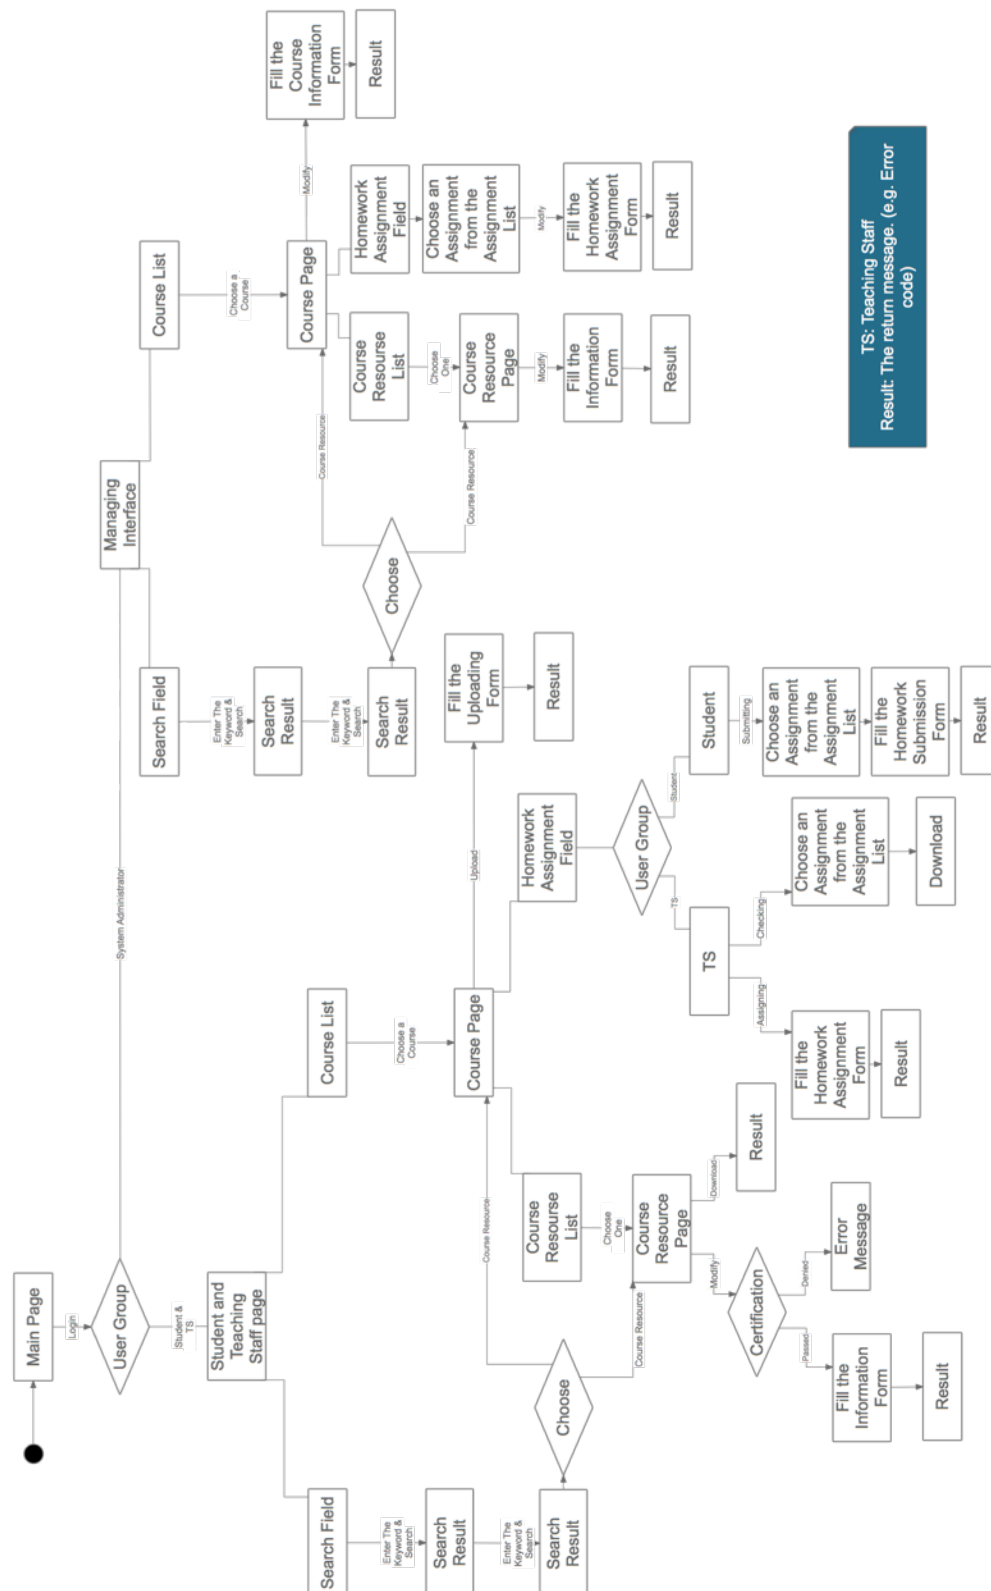 Main Page
Login
User Group
System Administrator
Student &
TS
Student and
Teaching
Staff page
Search Field
Enter The
Keyword &
Search
Search
Result
Enter The
Keyword &
Search
Search
Result
Choose
Course Resource
Course Resource
Course List
Choose a
Course
Course Page
Upload
Fill the
Uploading
Form
Result
Course
Resourse
List
Choose
One
Course
Resource
Page
Modify
Download
Result
Certification
Passed
Denied
Fill the
Information
Form
Result
Error
Message
Homework
Assignment
Field
User Group
TS
Student
TS
Assigning
Checking
Fill the
Homework
Assignment
Form
Result
Choose an
Assignment
from the
Assignment
List
Download
Student
Submitting
Choose an
Assignment
from the
Assignment
List
Fill the
Homework
Submission
Form
Result
Managing
Interface
Search Field
Enter The
Keyword &
Search
Search
Result
Enter The
Keyword &
Search
Search
Result
Choose
Course Resource
Course Resource
Course List
Choose a
Course
Course Page
Modify
Fill the
Course
Information
Form
Result
Course
Resourse
List
Choose
One
Course
Resource
Page
Modify
Fill the
Information
Form
Result
Homework
Assignment
Field
Choose an
Assignment
from the
Assignment
List
Modify
Fill the
Homework
Assignment
Form
Result
TS: Teaching Staff
Result: The return message. (e.g. Error
code)